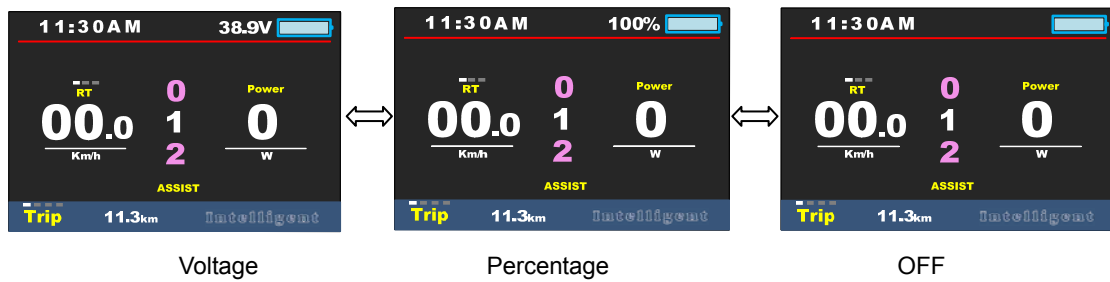 11:30AM 38.9V
RT 0 Power
00.0 1 0
Km/h 2 W
ASSIST
Trip 11.3km Intelligent
11:30AM 100%
RT 0 Power
00.0 1 0
Km/h 2 W
ASSIST
Trip 11.3km Intelligent
11:30AM
RT 0 Power
00.0 1 0
Km/h 2 W
ASSIST
Trip 11.3km Intelligent
Voltage Percentage OFF